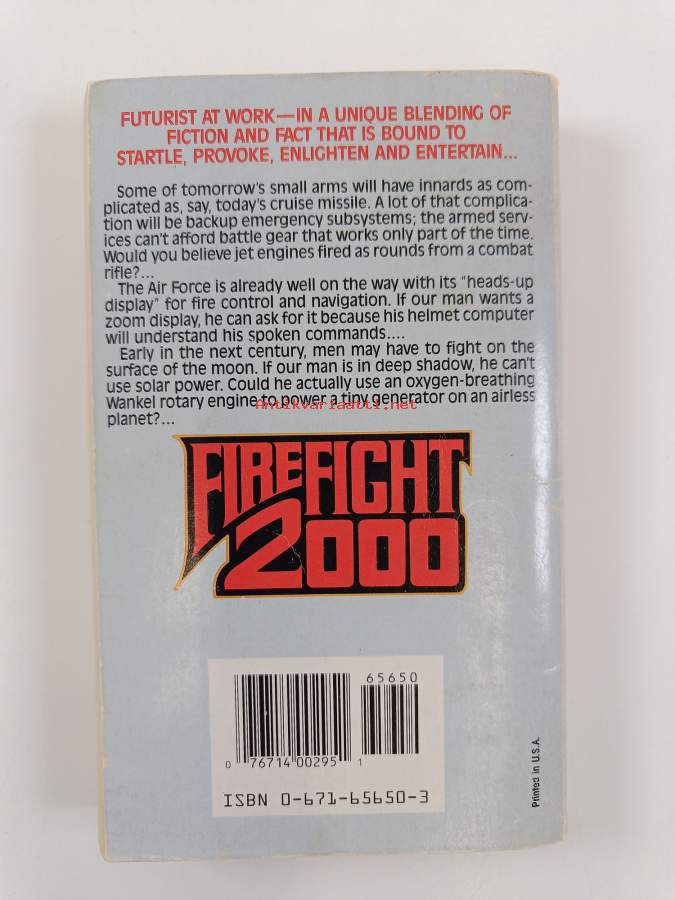 FUTURIST AT WORK—IN A UNIQUE BLENDING OF
FICTION AND FACT THAT IS BOUND TO
STARTLE, PROVOKE, ENLIGHTEN AND ENTERTAIN...
Some of tomorrow's small arms will have innards as com-
plicated as, say, today's cruise missile. A lot of that complica-
tion will be backup emergency subsystems; the armed serv-
ices can't afford battle gear that works only part of the time.
Would you believe jet engines fired as rounds from a combat
rifle?...
The Air Force is already well on the way with its "heads-up
display" for fire control and navigation. If our man wants a
zoom display, he can ask for it because his helmet computer
will understand his spoken commands....
Early in the next century, men may have to fight on the
surface of the moon. If our man is in deep shadow, he can't
use solar power. Could he actually use an oxygen-breathing
Wankel rotary engine to power a tiny generator on an airless
planet?...
Antikvariaatti.net
FIREFIGHT
2000
65650
0 76714 00295 1
ISBN 0-671-65650-3
Printed in U.S.A.